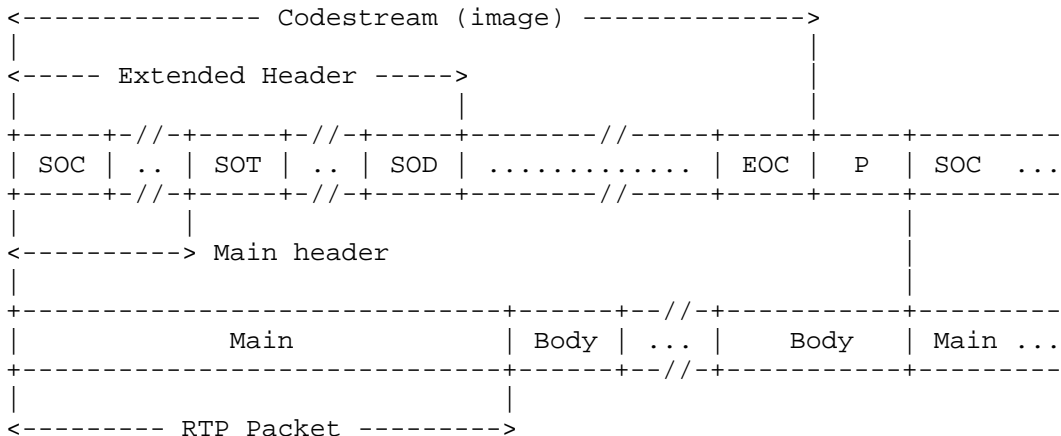 <--------------- Codestream (image) -------------->
|                                                 |
<----- Extended Header ----->                     |
|                           |                     |
+-----+-//-+-----+-//-+-----+--------//-----+-----+-----+---------
| SOC | .. | SOT | .. | SOD | ............. | EOC |  P  | SOC  ...
+-----+-//-+-----+-//-+-----+--------//-----+-----+-----+---------
|          |                                            |
<----------> Main header                                |
|                                                       |
+------------------------------+------+--//-+-----------+---------
|            Main              | Body | ... |    Body   | Main ...
+------------------------------+------+--//-+-----------+---------
|                              |
<--------- RTP Packet --------->